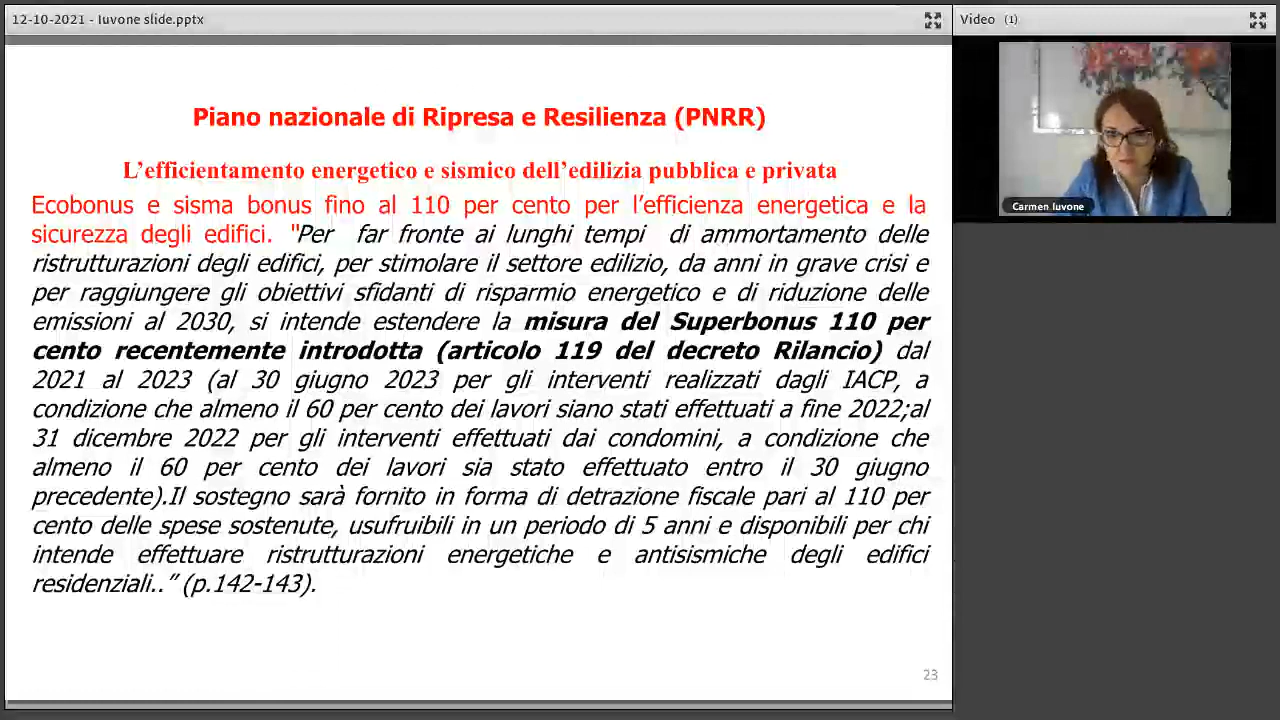 12-10-2021 - Iuvone slide.pptx
Video (1)
Piano nazionale di Ripresa e Resilienza (PNRR)
L’efficientamento energetico e sismico dell’edilizia pubblica e privata
Ecobonus e sisma bonus fino al 110 per cento per l’efficienza energetica e la
sicurezza degli edifici. "Per far fronte ai lunghi tempi di ammortamento delle
ristrutturazioni degli edifici, per stimolare il settore edilizio, da anni in grave crisi e
per raggiungere gli obiettivi sfidanti di risparmio energetico e di riduzione delle
emissioni al 2030, si intende estendere la misura del Superbonus 110 per
cento recentemente introdotta (articolo 119 del decreto Rilancio) dal
2021 al 2023 (al 30 giugno 2023 per gli interventi realizzati dagli IACP, a
condizione che almeno il 60 per cento dei lavori siano stati effettuati a fine 2022;al
31 dicembre 2022 per gli interventi effettuati dai condomini, a condizione che
almeno il 60 per cento dei lavori sia stato effettuato entro il 30 giugno
precedente).Il sostegno sarà fornito in forma di detrazione fiscale pari al 110 per
cento delle spese sostenute, usufruibili in un periodo di 5 anni e disponibili per chi
intende effettuare ristrutturazioni energetiche e antisismiche degli edifici
residenziali..” (p.142-143).
23
Carmen Iuvone